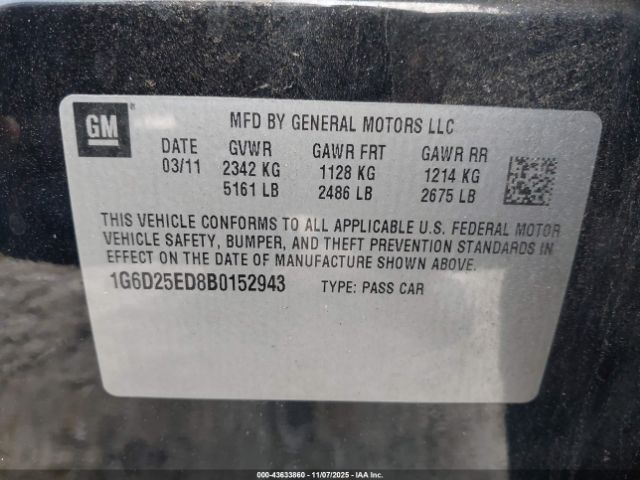 GM
MFD BY GENERAL MOTORS LLC
DATE GVWR GAWR FRT GAWR RR
03/11 2342 KG 1128 KG 1214 KG
5161 LB 2486 LB 2675 LB
THIS VEHICLE CONFORMS TO ALL APPLICABLE U.S. FEDERAL MOTOR
VEHICLE SAFETY, BUMPER, AND THEFT PREVENTION STANDARDS IN
EFFECT ON THE DATE OF MANUFACTURE SHOWN ABOVE.
1G6D25ED8B0152943 TYPE: PASS CAR
000-43633860 - 11/07/2025 - IAA Inc.